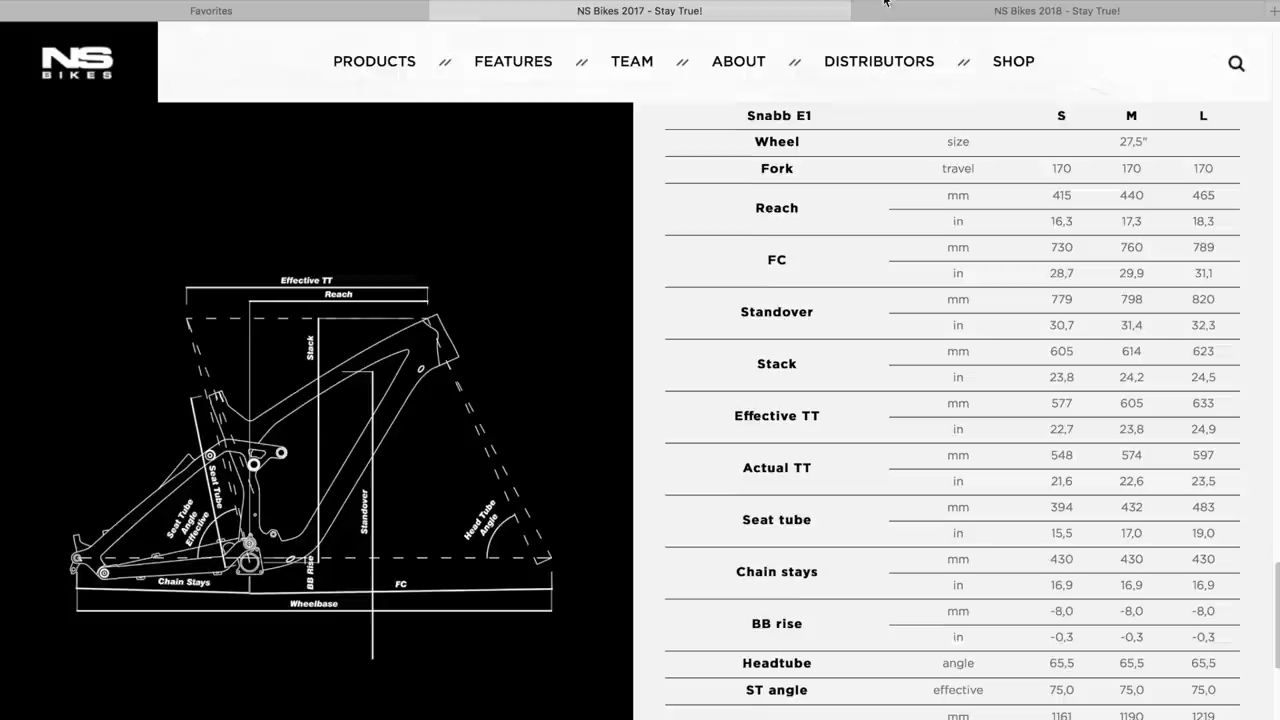 Favorites
NS Bikes 2017 - Stay True!
NS Bikes 2018 - Stay True!
NS
BIKES
PRODUCTS // FEATURES // TEAM // ABOUT // DISTRIBUTORS // SHOP
Effective TT
Reach
Stack
Seat Tube
Seat Tube
Angle
Effective
Standover
Head Tube
Angle
BB Rise
Chain Stays
FC
Wheelbase
Snabb E1 S M L
Wheel size 27,5"
Fork travel 170 170 170
Reach mm 415 440 465
in 16,3 17,3 18,3
FC mm 730 760 789
in 28,7 29,9 31,1
Standover mm 779 798 820
in 30,7 31,4 32,3
Stack mm 605 614 623
in 23,8 24,2 24,5
Effective TT mm 577 605 633
in 22,7 23,8 24,9
Actual TT mm 548 574 597
in 21,6 22,6 23,5
Seat tube mm 394 432 483
in 15,5 17,0 19,0
Chain stays mm 430 430 430
in 16,9 16,9 16,9
BB rise mm -8,0 -8,0 -8,0
in -0,3 -0,3 -0,3
Headtube angle 65,5 65,5 65,5
ST angle effective 75,0 75,0 75,0
mm 1161 1190 1219